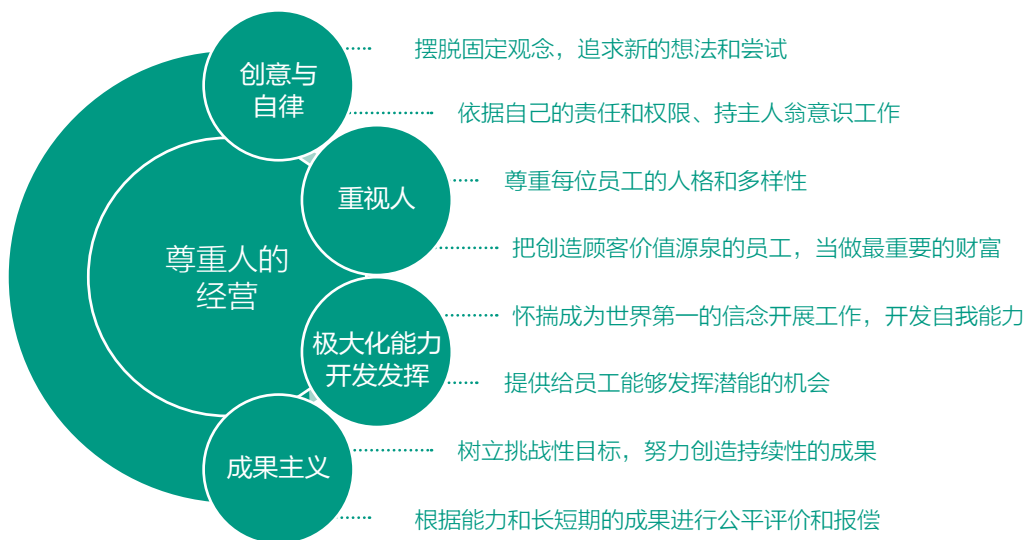 创意与
自律
摆脱固定观念，追求新的想法和尝试
依据自己的责任和权限、持主人翁意识工作
重视人
尊重每位员工的人格和多样性
把创造顾客价值源泉的员工，当做最重要的财富
尊重人的
经营
极大化能力
开发发挥
怀揣成为世界第一的信念开展工作，开发自我能力
提供给员工能够发挥潜能的机会
成果主义
树立挑战性目标，努力创造持续性的成果
根据能力和长短期的成果进行公平评价和报偿